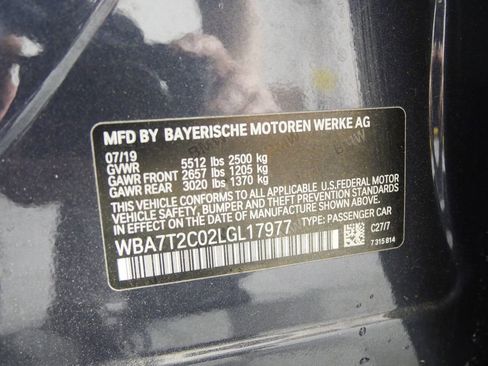 MFD BY BAYERISCHE MOTOREN WERKE AG
07/19
GVWR 5512 lbs 2500 kg
GAWR FRONT 2657 lbs 1205 kg
GAWR REAR 3020 lbs 1370 kg
THIS VEHICLE CONFORMS TO ALL APPLICABLE U.S. FEDERAL MOTOR
VEHICLE SAFETY, BUMPER, AND THEFT PREVENTION STANDARDS
IN EFFECT ON THE DATE OF MANUFACTURE SHOWN ABOVE.
WBA7T2C02LGL17977 TYPE: PASSENGER CAR
C27/7
7 315 814